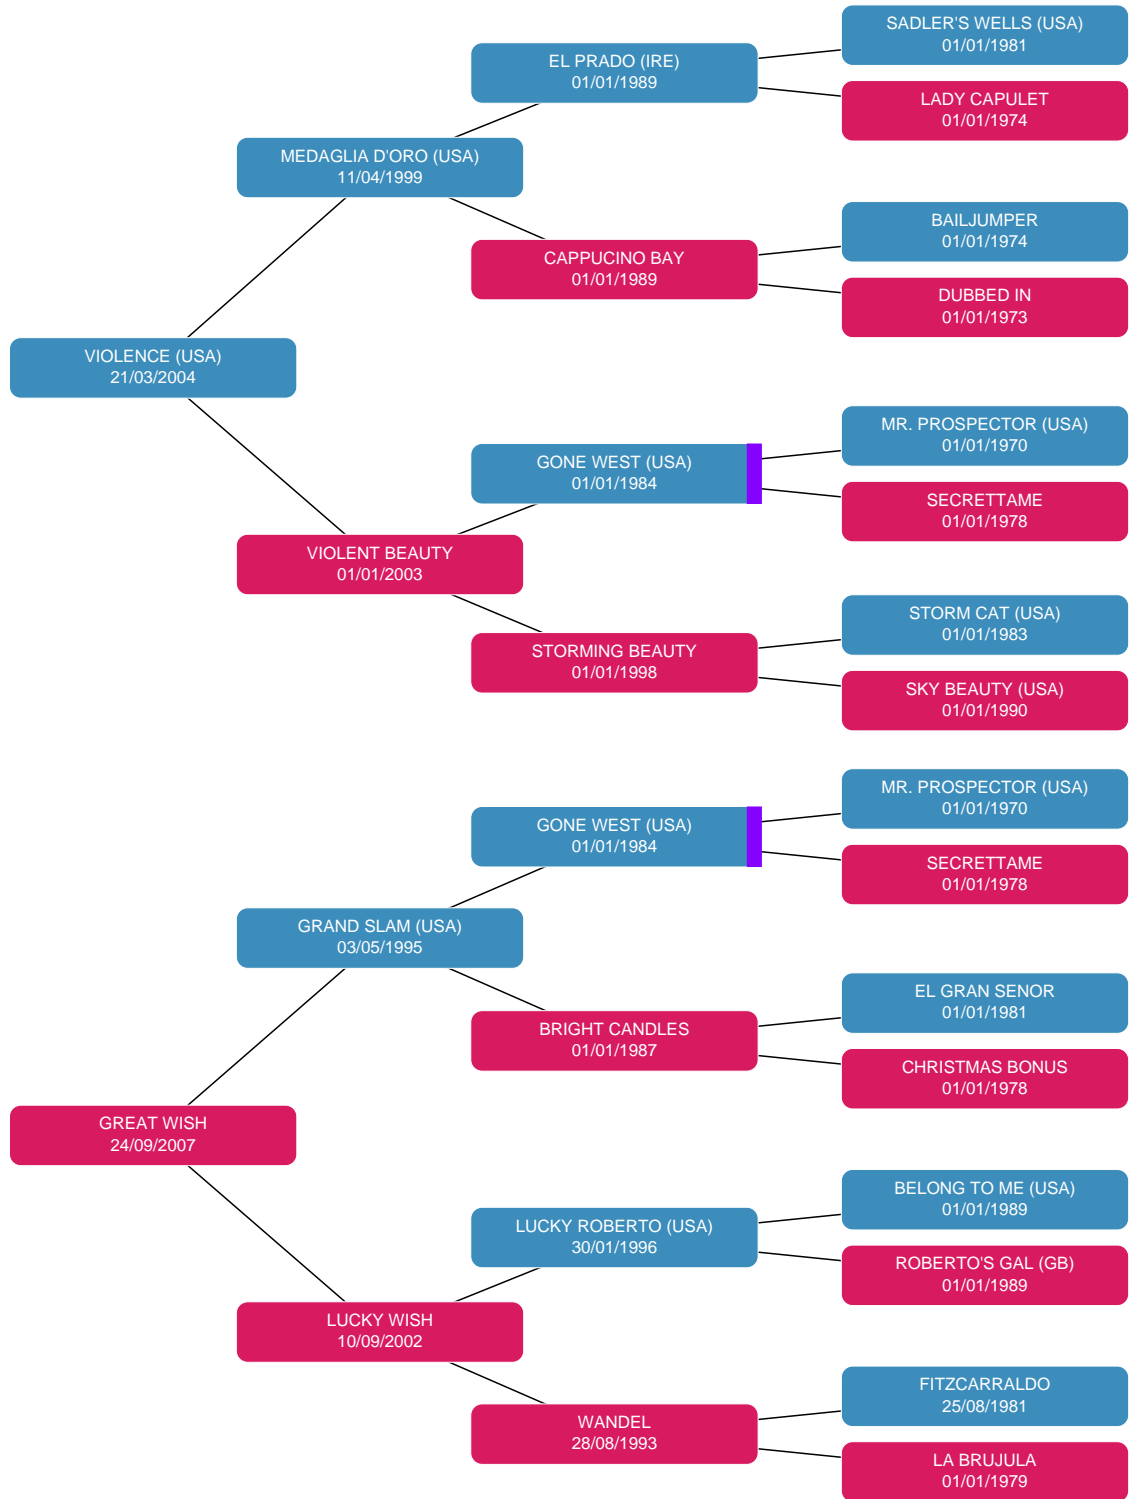 SADLER'S WELLS (USA)
01/01/1981
EL PRADO (IRE)
01/01/1989
LADY CAPULET
01/01/1974
MEDAGLIA D'ORO (USA)
11/04/1999
BAILJUMPER
01/01/1974
CAPPUCINO BAY
01/01/1989
DUBBED IN
01/01/1973
VIOLENCE (USA)
21/03/2004
MR. PROSPECTOR (USA)
01/01/1970
GONE WEST (USA)
01/01/1984
SECRETTAME
01/01/1978
VIOLENT BEAUTY
01/01/2003
STORM CAT (USA)
01/01/1983
STORMING BEAUTY
01/01/1998
SKY BEAUTY (USA)
01/01/1990
MR. PROSPECTOR (USA)
01/01/1970
GONE WEST (USA)
01/01/1984
SECRETTAME
01/01/1978
GRAND SLAM (USA)
03/05/1995
EL GRAN SENOR
01/01/1981
BRIGHT CANDLES
01/01/1987
CHRISTMAS BONUS
01/01/1978
GREAT WISH
24/09/2007
BELONG TO ME (USA)
01/01/1989
LUCKY ROBERTO (USA)
30/01/1996
ROBERTO'S GAL (GB)
01/01/1989
LUCKY WISH
10/09/2002
FITZCARRALDO
25/08/1981
WANDEL
28/08/1993
LA BRUJULA
01/01/1979